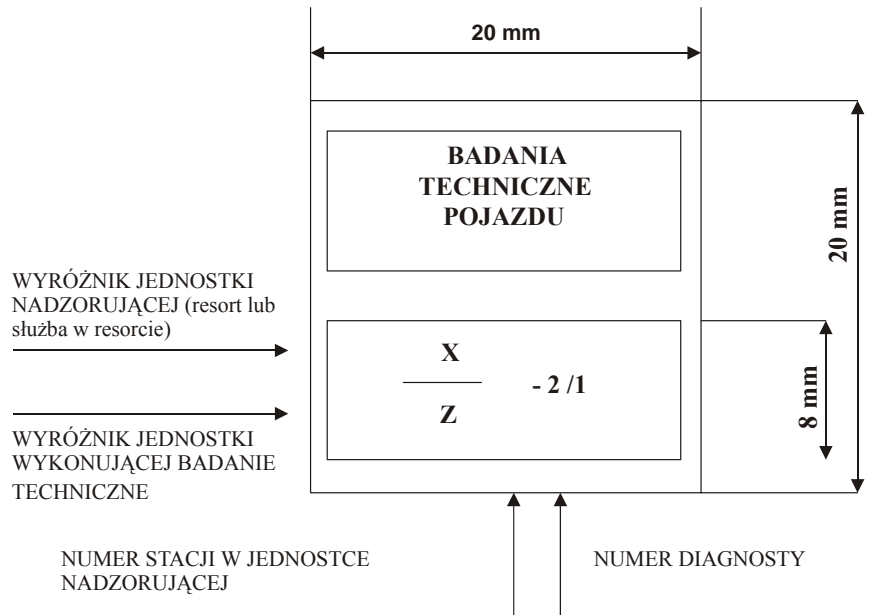 20 mm
BADANIA
TECHNICZNE
POJAZDU
20 mm
WYRÓŻNIK JEDNOSTKI
NADZORUJĄCEJ (resort lub
służba w resorcie)
X
Z
- 2 /1
8 mm
WYRÓŻNIK JEDNOSTKI
WYKONUJĄCEJ BADANIE
TECHNICZNE
NUMER STACJI W JEDNOSTCE
NADZORUJĄCEJ
NUMER DIAGNOSTY